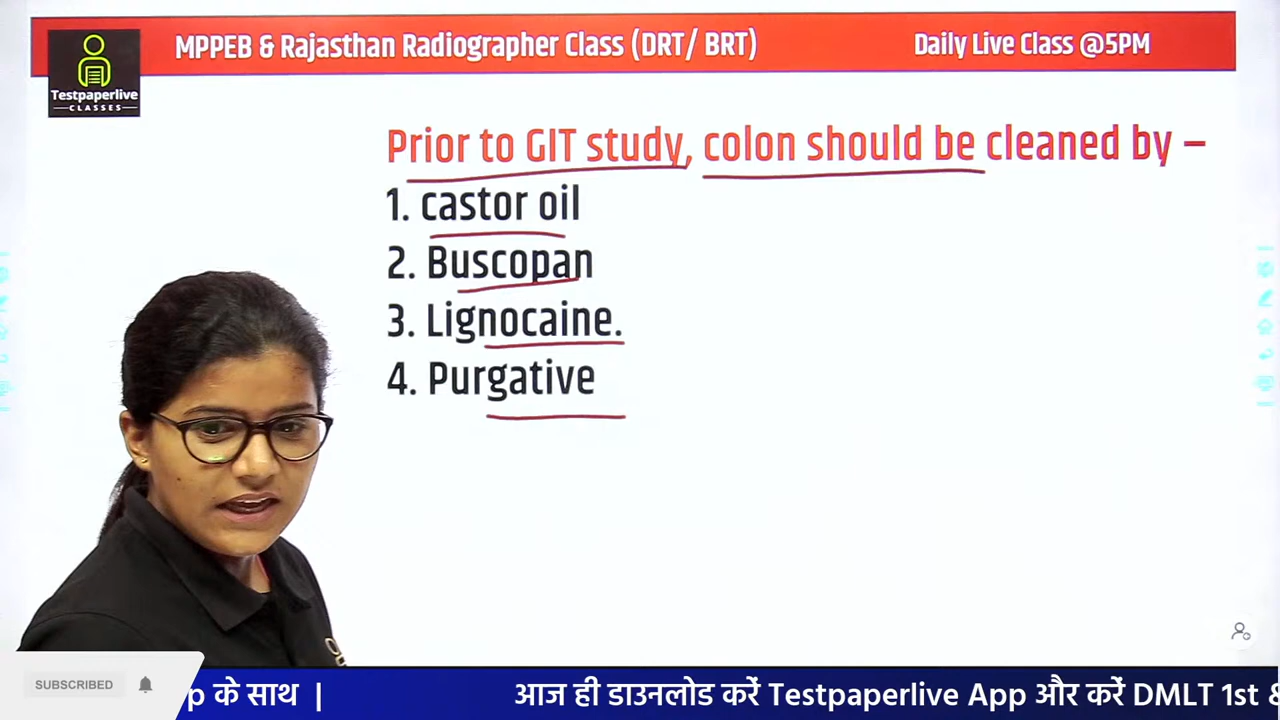 MPPEB & Rajasthan Radiographer Class (DRT/ BRT)
Daily Live Class @5PM
Testpaperlive
CLASSES
Prior to GIT study, colon should be cleaned by –
1. castor oil
2. Buscopan
3. Lignocaine.
4. Purgative
SUBSCRIBED
p के साथ |
आज ही डाउनलोड करें Testpaperlive App और करें DMLT 1st &